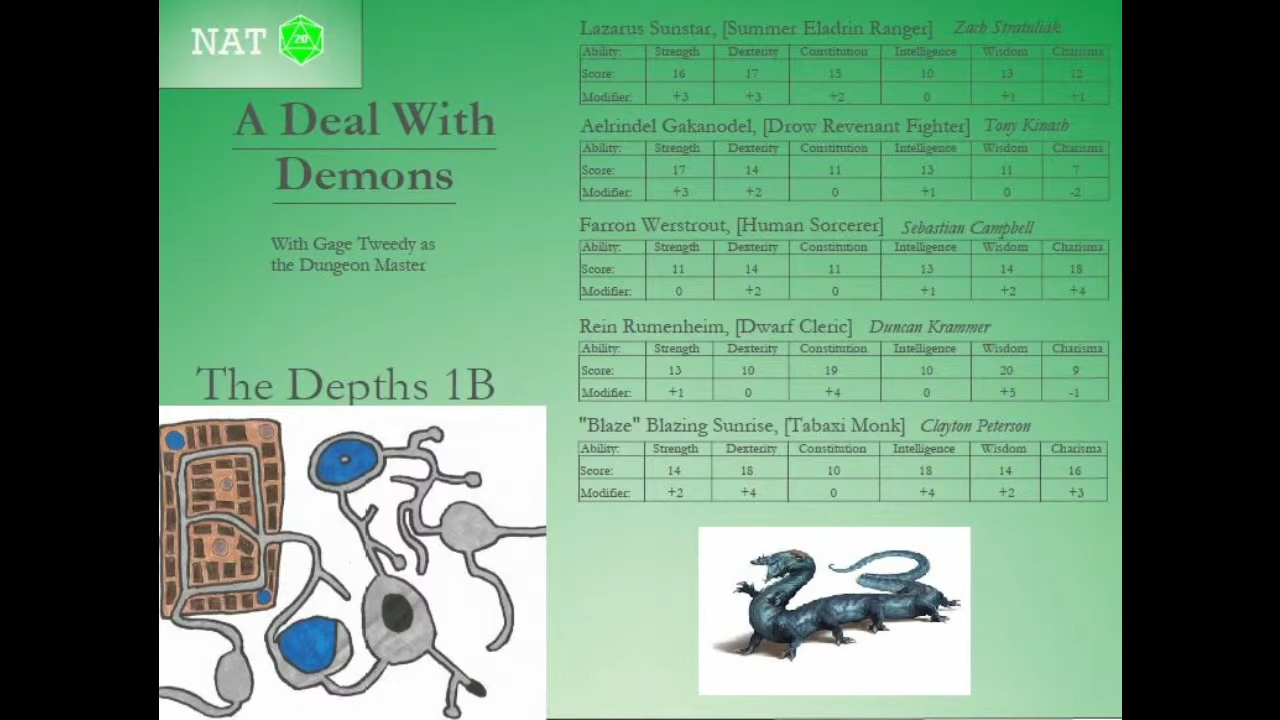 NAT 20
A Deal With
Demons
With Gage Tweedy as
the Dungeon Master
The Depths 1B
Lazarus Sunstar, [Summer Eladrin Ranger] Zach Stratuliak
Ability: Strength Dexterity Constitution Intelligence Wisdom Charisma
Score: 16 17 15 10 13 12
Modifier: +3 +3 +2 0 +1 +1
Aelrindel Gakanodel, [Drow Revenant Fighter] Tony Kinash
Ability: Strength Dexterity Constitution Intelligence Wisdom Charisma
Score: 17 14 11 13 11 7
Modifier: +3 +2 0 +1 0 -2
Farron Werstrout, [Human Sorcerer] Sebastian Campbell
Ability: Strength Dexterity Constitution Intelligence Wisdom Charisma
Score: 11 14 11 13 14 18
Modifier: 0 +2 0 +1 +2 +4
Rein Rumenheim, [Dwarf Cleric] Duncan Krammer
Ability: Strength Dexterity Constitution Intelligence Wisdom Charisma
Score: 13 10 19 10 20 9
Modifier: +1 0 +4 0 +5 -1
"Blaze" Blazing Sunrise, [Tabaxi Monk] Clayton Peterson
Ability: Strength Dexterity Constitution Intelligence Wisdom Charisma
Score: 14 18 10 18 14 16
Modifier: +2 +4 0 +4 +2 +3